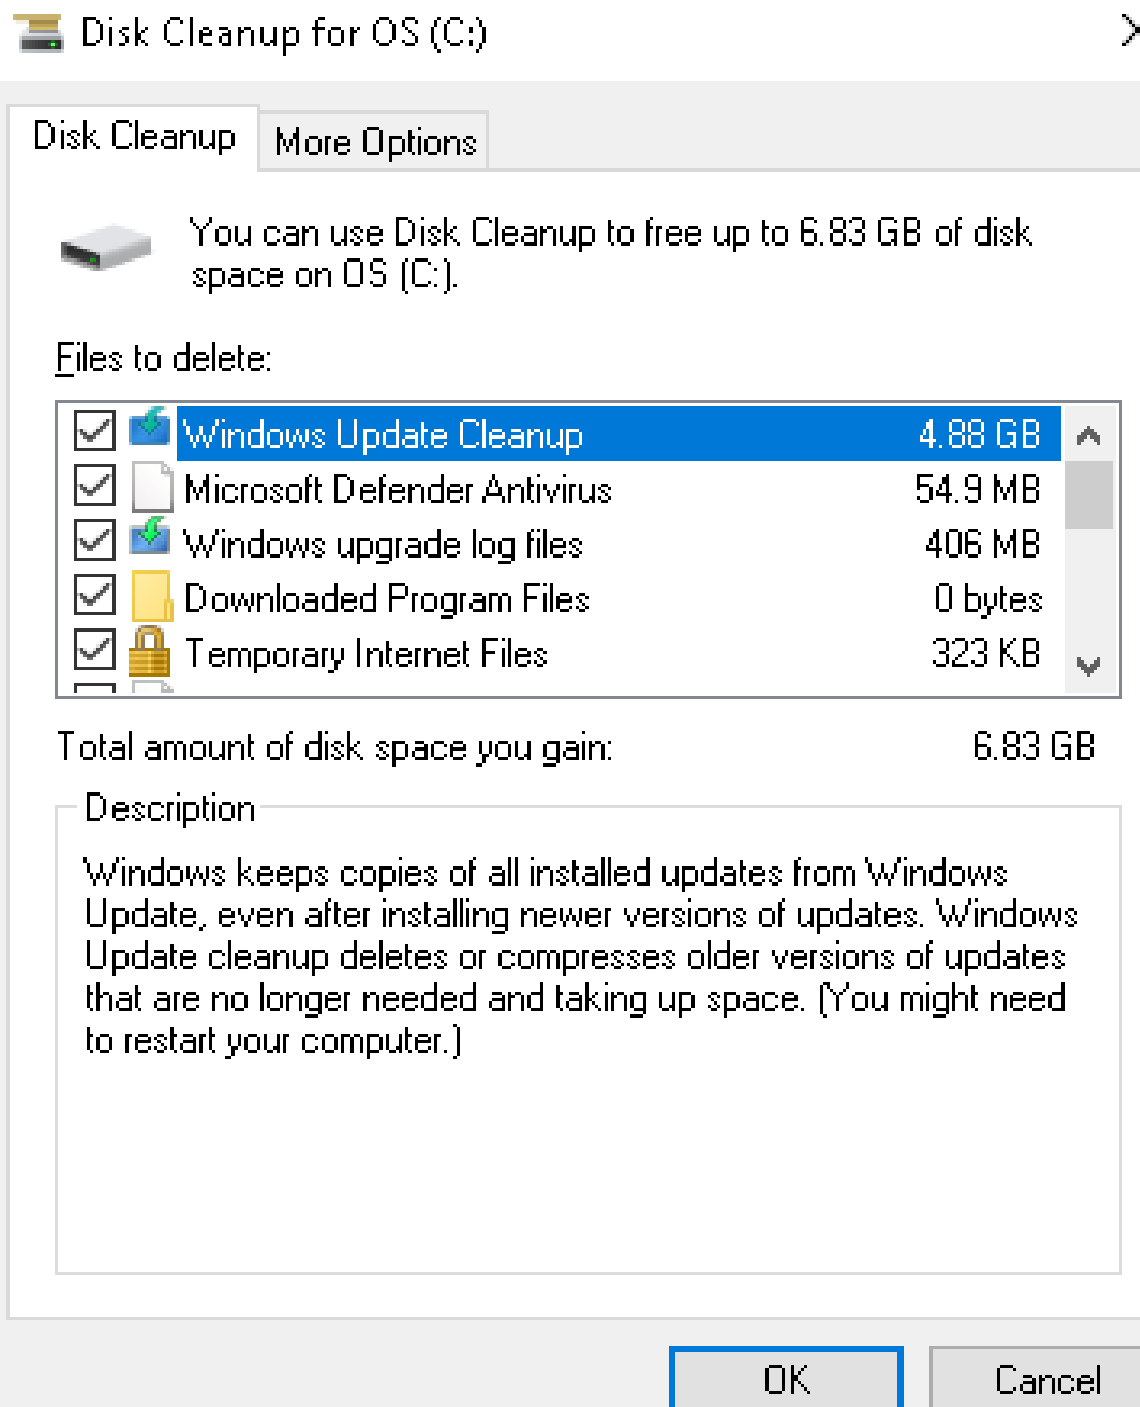 Disk Cleanup for OS (C:)
Disk Cleanup
More Options
You can use Disk Cleanup to free up to 6.83 GB of disk
space on OS (C:).
Files to delete:
Windows Update Cleanup 4.88 GB
Microsoft Defender Antivirus 54.9 MB
Windows upgrade log files 406 MB
Downloaded Program Files 0 bytes
Temporary Internet Files 323 KB
Total amount of disk space you gain: 6.83 GB
Description
Windows keeps copies of all installed updates from Windows
Update, even after installing newer versions of updates. Windows
Update cleanup deletes or compresses older versions of updates
that are no longer needed and taking up space. (You might need
to restart your computer.)
OK Cancel